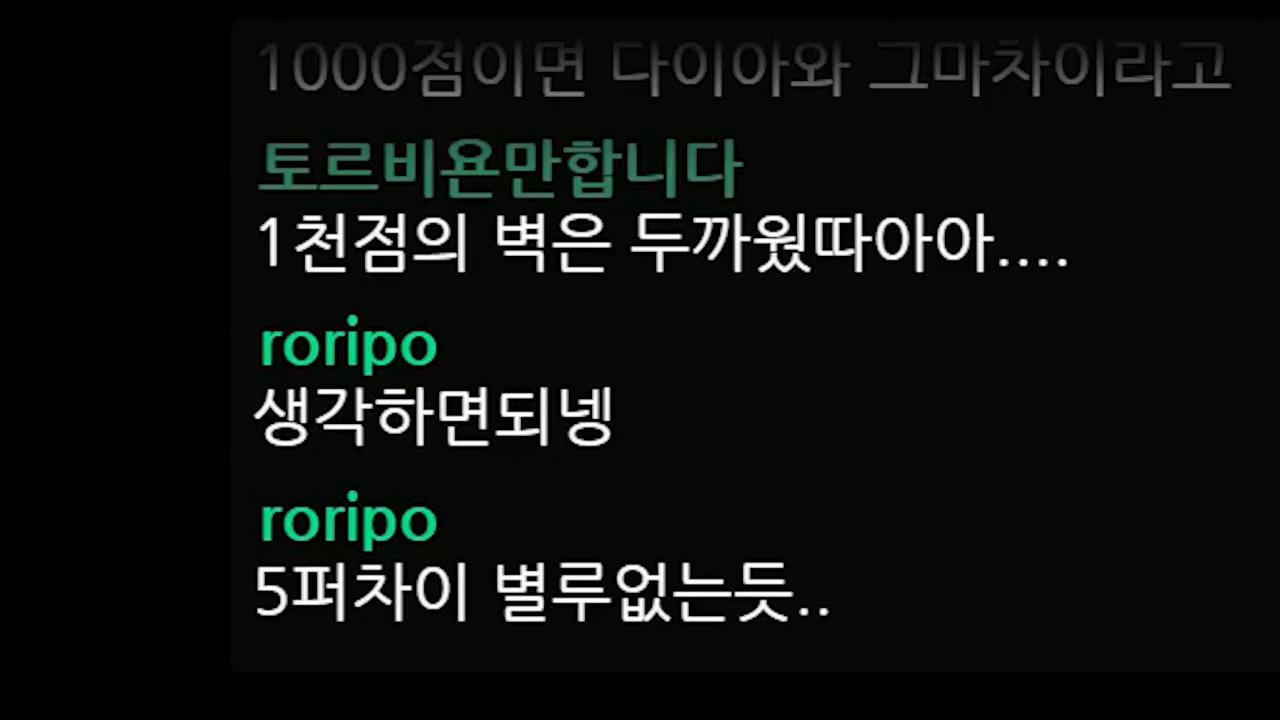 1000점이면 다이아와 그마차이라고
토르비욘만합니다
1천점의 벽은 두까웠따아아....
roripo
생각하면되넹
roripo
5퍼차이 별루없는듯..